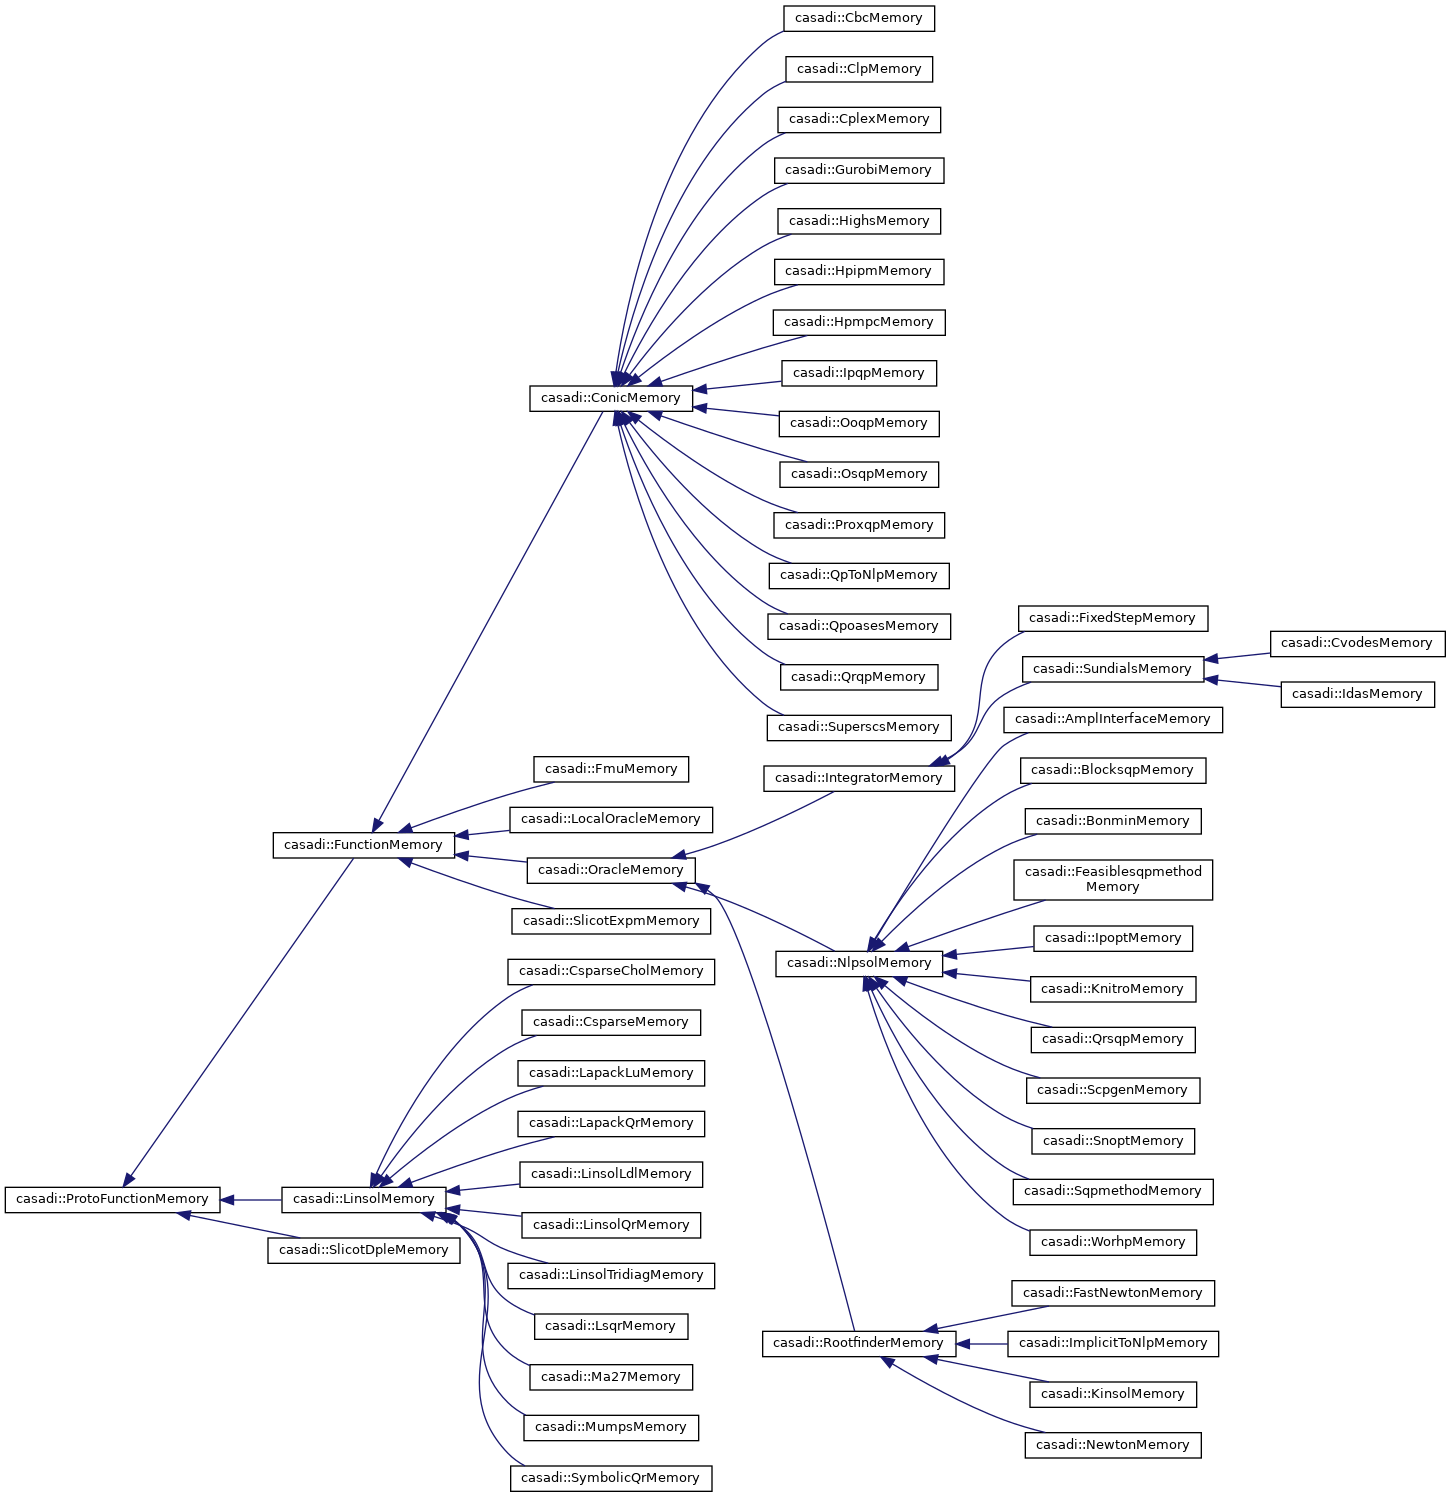 casadi::CbcMemory
casadi::ClpMemory
casadi::CplexMemory
casadi::GurobiMemory
casadi::HighsMemory
casadi::HpipmMemory
casadi::HpmpcMemory
casadi::IpqpMemory
casadi::ConicMemory
casadi::OoqpMemory
casadi::OsqpMemory
casadi::ProxqpMemory
casadi::QpToNlpMemory
casadi::QpoasesMemory
casadi::QrqpMemory
casadi::SuperscsMemory
casadi::FixedStepMemory
casadi::SundialsMemory
casadi::CvodesMemory
casadi::IdasMemory
casadi::AmplInterfaceMemory
casadi::FmuMemory
casadi::IntegratorMemory
casadi::BlocksqpMemory
casadi::LocalOracleMemory
casadi::BonminMemory
casadi::FunctionMemory
casadi::OracleMemory
casadi::Feasiblesqpmethod
Memory
casadi::SlicotExpmMemory
casadi::IpoptMemory
casadi::NlpsolMemory
casadi::CsparseCholMemory
casadi::KnitroMemory
casadi::CsparseMemory
casadi::QrsqpMemory
casadi::LapackLuMemory
casadi::ScpgenMemory
casadi::LapackQrMemory
casadi::SnoptMemory
casadi::LinsolLdlMemory
casadi::SqpmethodMemory
casadi::ProtoFunctionMemory
casadi::LinsolMemory
casadi::LinsolQrMemory
casadi::WorhpMemory
casadi::SlicotDpleMemory
casadi::LinsolTridiagMemory
casadi::FastNewtonMemory
casadi::LsqrMemory
casadi::RootfinderMemory
casadi::ImplicitToNlpMemory
casadi::Ma27Memory
casadi::KinsolMemory
casadi::MumpsMemory
casadi::NewtonMemory
casadi::SymbolicQrMemory